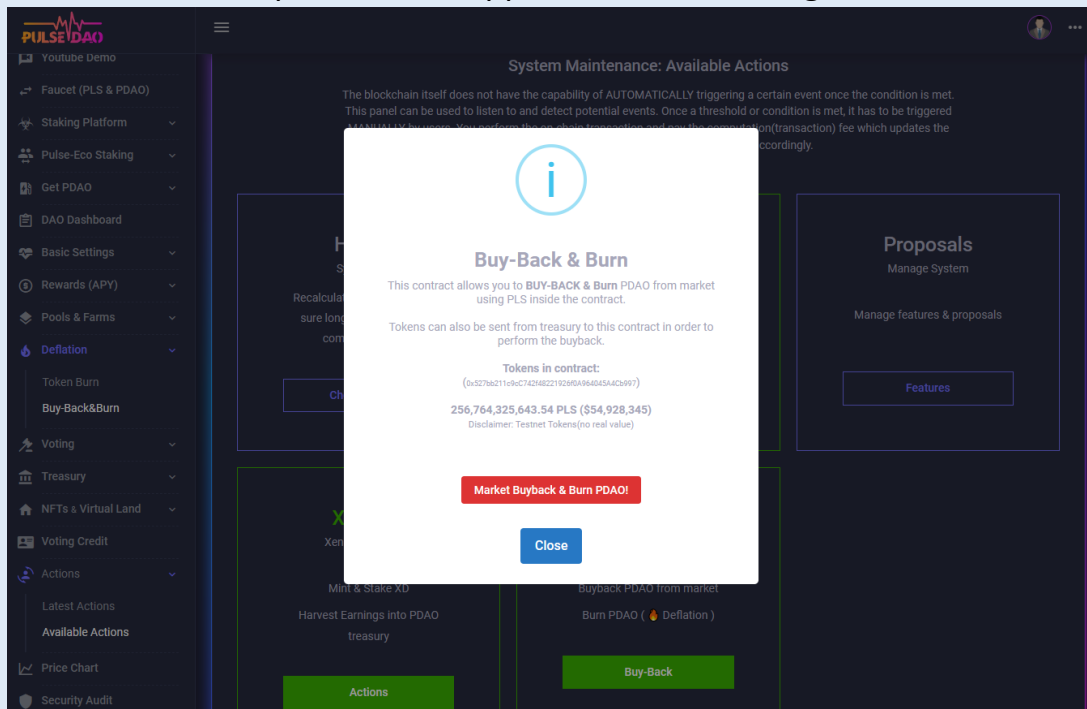 PULSE DAO
Youtube Demo
Faucet (PLS & PDAO)
Staking Platform
Pulse-Eco Staking
Get PDAO
DAO Dashboard
Basic Settings
Rewards (APY)
Pools & Farms
Deflation
Token Burn
Buy-Back&Burn
Voting
Treasury
NFTs & Virtual Land
Voting Credit
Actions
Latest Actions
Available Actions
Price Chart
Security Audit
System Maintenance: Available Actions
The blockchain itself does not have the capability of AUTOMATICALLY triggering a certain event once the condition is met.
This panel can be used to listen to and detect potential events. Once a threshold or condition is met, it has to be triggered
MANUALLY by users. You perform the on-chain transaction and pay the computation(transaction) fee which updates the
ccordingly.
i
Buy-Back & Burn
This contract allows you to BUY-BACK & Burn PDAO from market
using PLS inside the contract.
Tokens can also be sent from treasury to this contract in order to
perform the buyback.
Tokens in contract:
(0x527bb211c9cC742f48221926f0A964045A4Cb997)
256,764,325,643.54 PLS ($54,928,345)
Disclaimer: Testnet Tokens(no real value)
Market Buyback & Burn PDAO!
Close
H
S
Recalculat
sure long
com
Ch
Proposals
Manage System
Manage features & proposals
Features
X
Xen
Mint & Stake XD
Harvest Earnings into PDAO
treasury
Actions
Buyback PDAO from market
Burn PDAO ( 🔥 Deflation )
Buy-Back